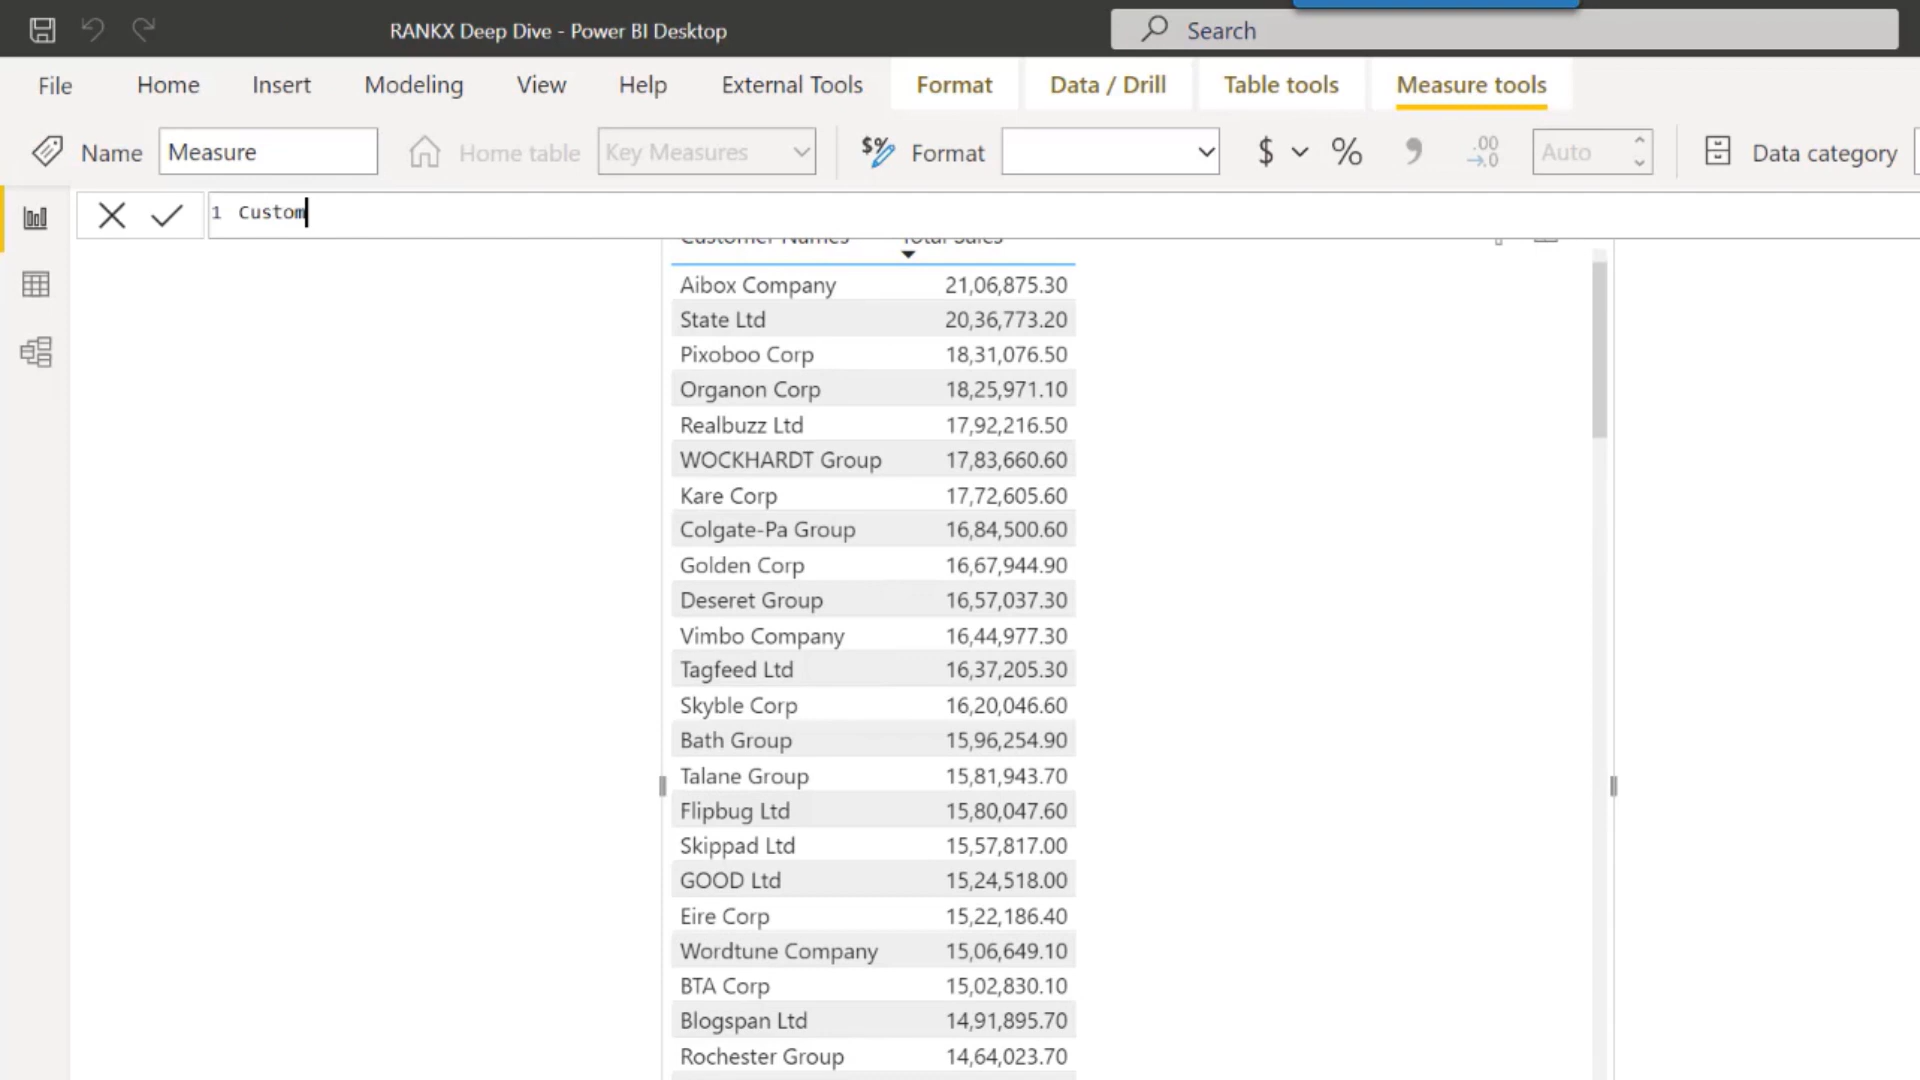 RANKX Deep Dive - Power BI Desktop
Search
File Home Insert Modeling View Help External Tools Format Data / Drill Table tools Measure tools
Name Measure Home table Key Measures $% Format $ % .00 →.0 Auto Data category
1 Custom
Customer Names Total Sales
Aibox Company 21,06,875.30
State Ltd 20,36,773.20
Pixoboo Corp 18,31,076.50
Organon Corp 18,25,971.10
Realbuzz Ltd 17,92,216.50
WOCKHARDT Group 17,83,660.60
Kare Corp 17,72,605.60
Colgate-Pa Group 16,84,500.60
Golden Corp 16,67,944.90
Deseret Group 16,57,037.30
Vimbo Company 16,44,977.30
Tagfeed Ltd 16,37,205.30
Skyble Corp 16,20,046.60
Bath Group 15,96,254.90
Talane Group 15,81,943.70
Flipbug Ltd 15,80,047.60
Skippad Ltd 15,57,817.00
GOOD Ltd 15,24,518.00
Eire Corp 15,22,186.40
Wordtune Company 15,06,649.10
BTA Corp 15,02,830.10
Blogspan Ltd 14,91,895.70
Rochester Group 14,64,023.70